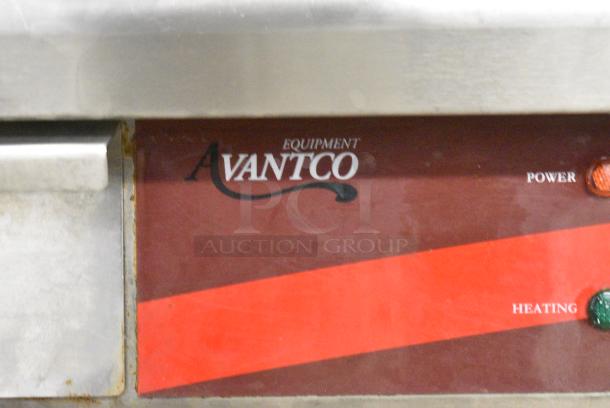 EQUIPMENT
AVANTCO
POWER
PCI
AUCTION GROUP
HEATING